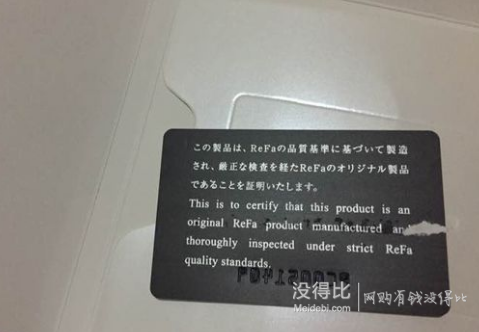 この製品は、ReFaの品質基準に基づいて製造
され、厳正な検査を経たReFaのオリジナル製品
であることを証明いたします。
This is to certify that this product is an
original ReFa product manufactured and
thoroughly inspected under strict ReFa
quality standards.
没得比
Meidebi.com
网购有钱没得比